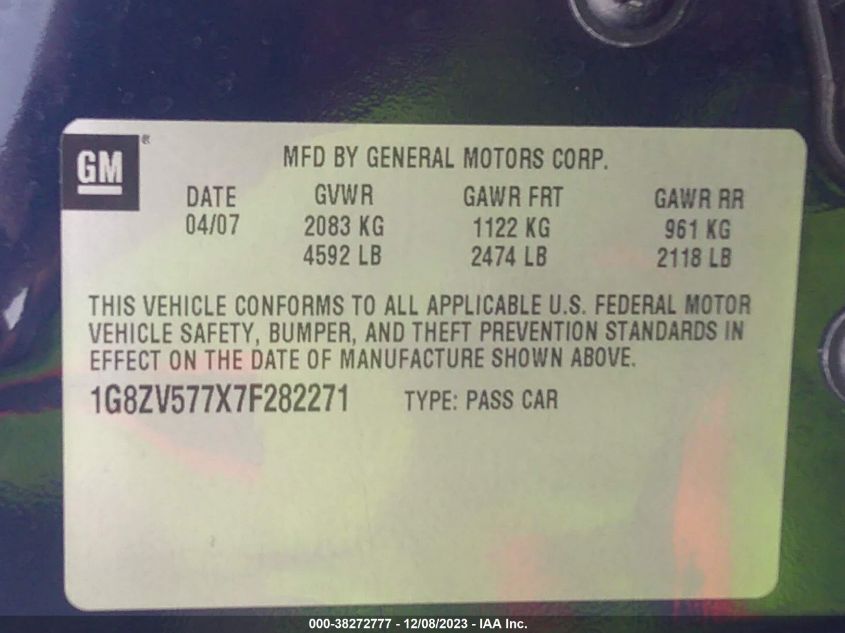 GM ®
MFD BY GENERAL MOTORS CORP.
DATE GVWR GAWR FRT GAWR RR
04/07 2083 KG 1122 KG 961 KG
4592 LB 2474 LB 2118 LB
THIS VEHICLE CONFORMS TO ALL APPLICABLE U.S. FEDERAL MOTOR
VEHICLE SAFETY, BUMPER, AND THEFT PREVENTION STANDARDS IN
EFFECT ON THE DATE OF MANUFACTURE SHOWN ABOVE.
1G8ZV577X7F282271 TYPE: PASS CAR
000-38272777 - 12/08/2023 - IAA Inc.